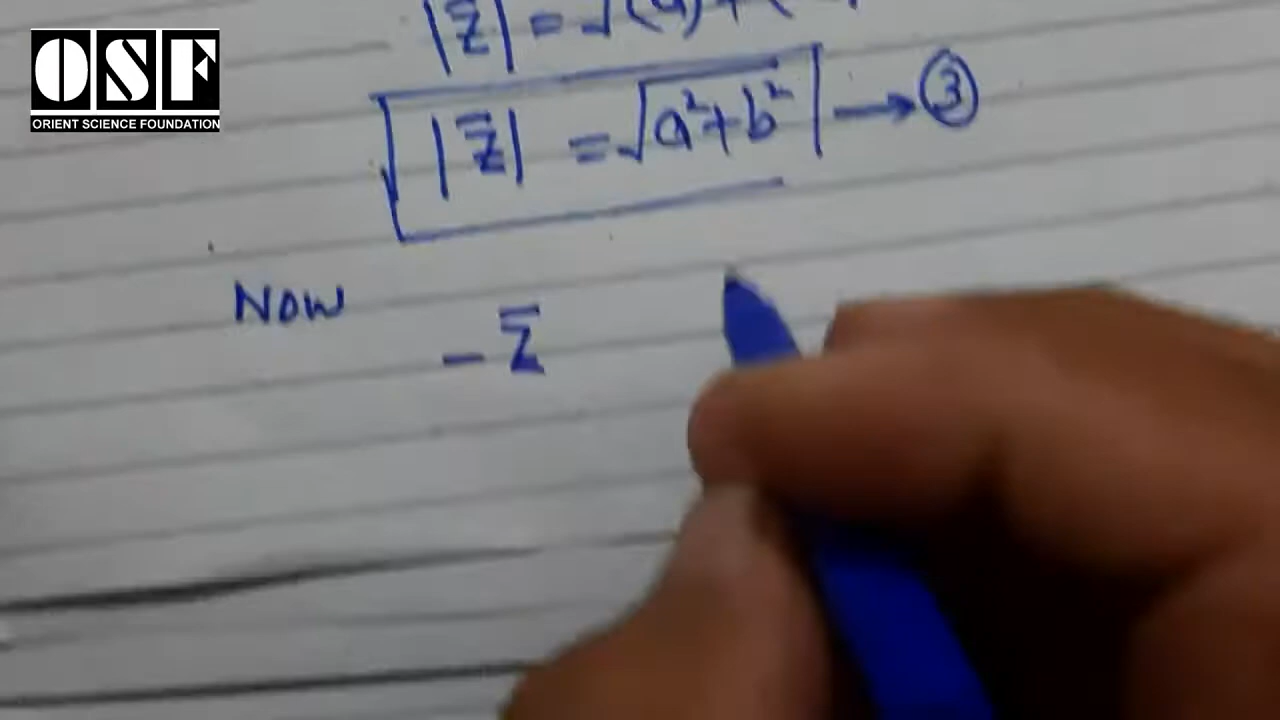 OSF
ORIENT SCIENCE FOUNDATION
|z̅| = √(a)
|z̅| = √a²+b² → ③
Now
- z̅